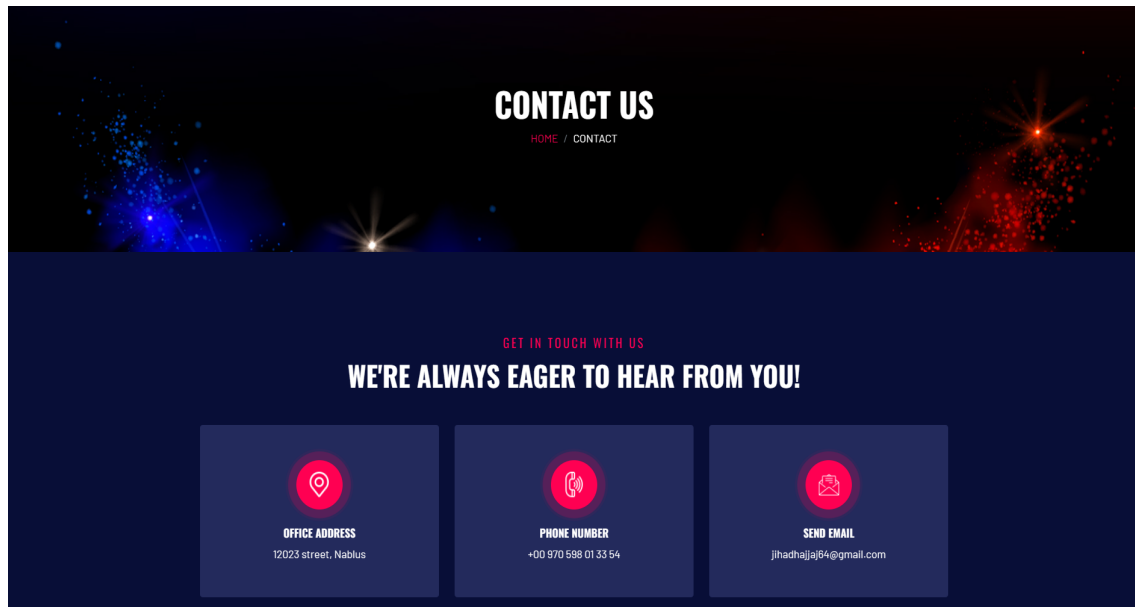 CONTACT US
HOME / CONTACT
GET IN TOUCH WITH US
WE'RE ALWAYS EAGER TO HEAR FROM YOU!
OFFICE ADDRESS
12023 street, Nablus
PHONE NUMBER
+00 970 598 01 33 54
SEND EMAIL
jihadhajjaj64@gmail.com